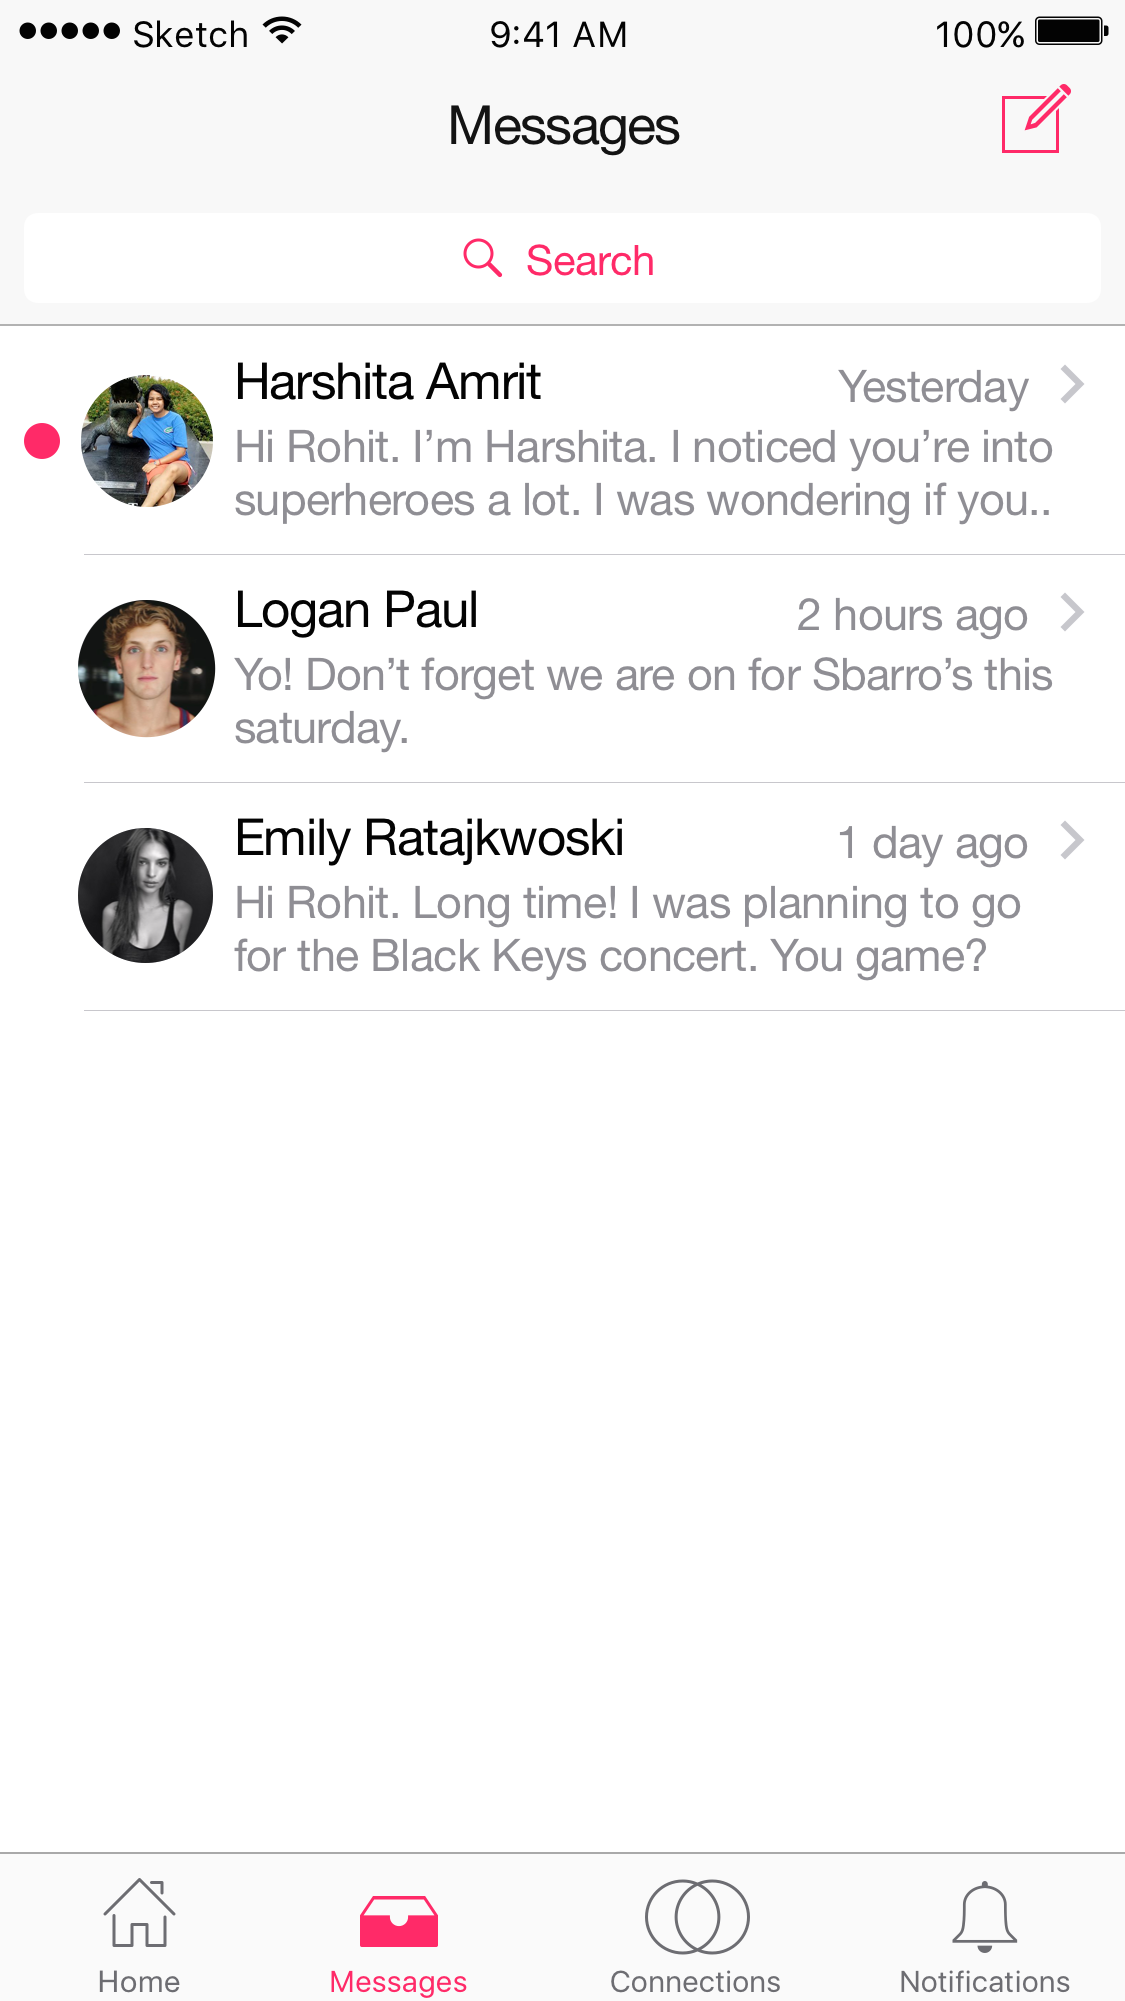 Sketch 9:41 AM 100%
Messages
Search
Harshita Amrit Yesterday
Hi Rohit. I’m Harshita. I noticed you’re into
superheroes a lot. I was wondering if you..
Logan Paul 2 hours ago
Yo! Don’t forget we are on for Sbarro’s this
saturday.
Emily Ratajkwoski 1 day ago
Hi Rohit. Long time! I was planning to go
for the Black Keys concert. You game?
Home Messages Connections Notifications